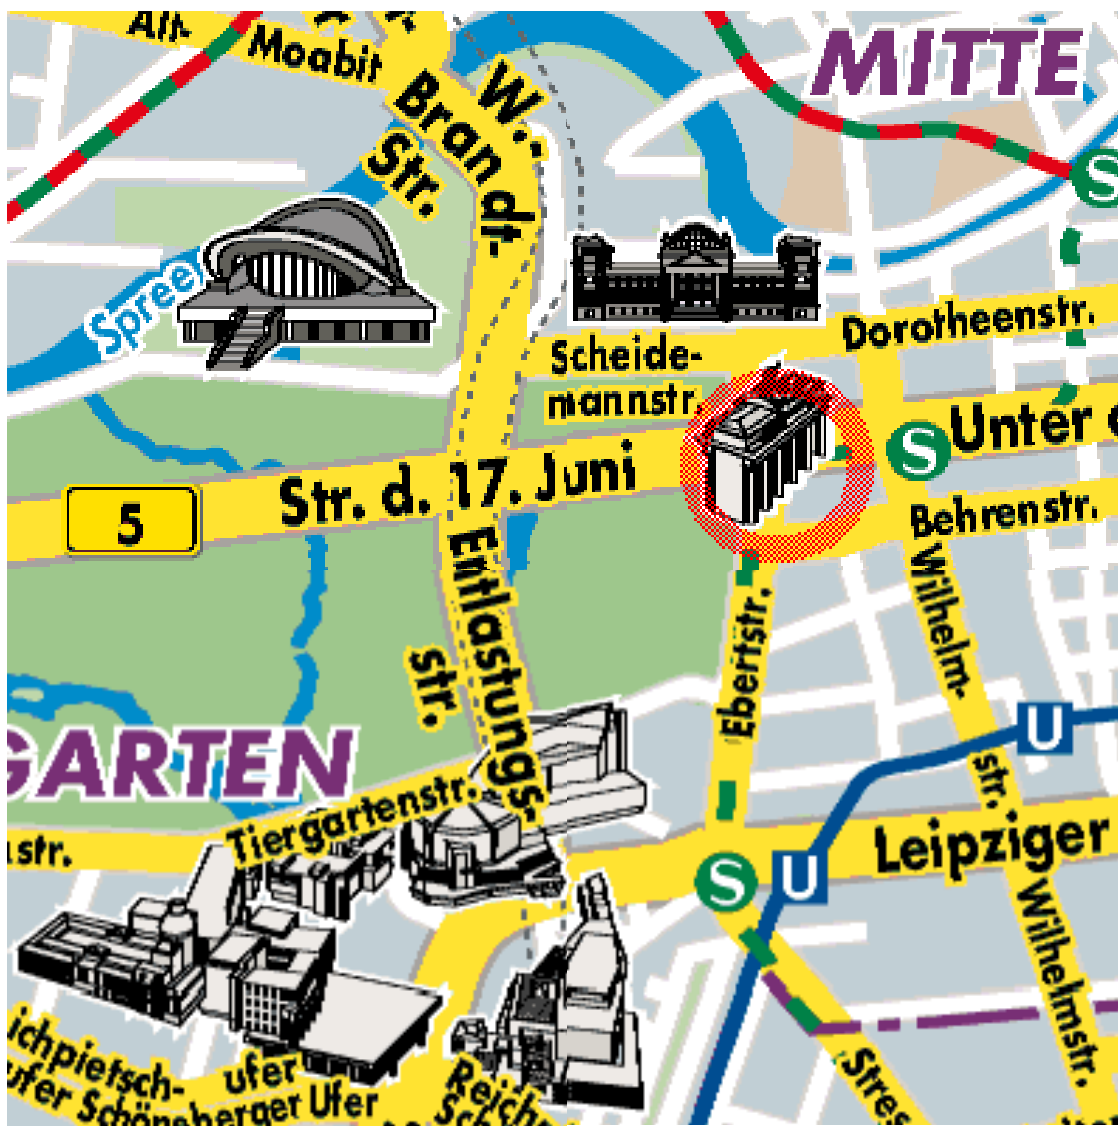 Alt-
Moabit
MITTE
W.-
Brandt-
Str.
Spree
S
Dorotheenstr.
Scheide-
mannstr.
Unter d
S
Str. d. 17. Juni
5
Behrenstr.
Entlastungs-
str.
Wilhelm-
str.
Ebertstr.
U
GARTEN
Tiergartenstr.
str.
Leipziger
S
U
Wilhelmstr.
ichpietsch-
ufer
ufer Schöneberger Ufer
Reich
Sch
Stres